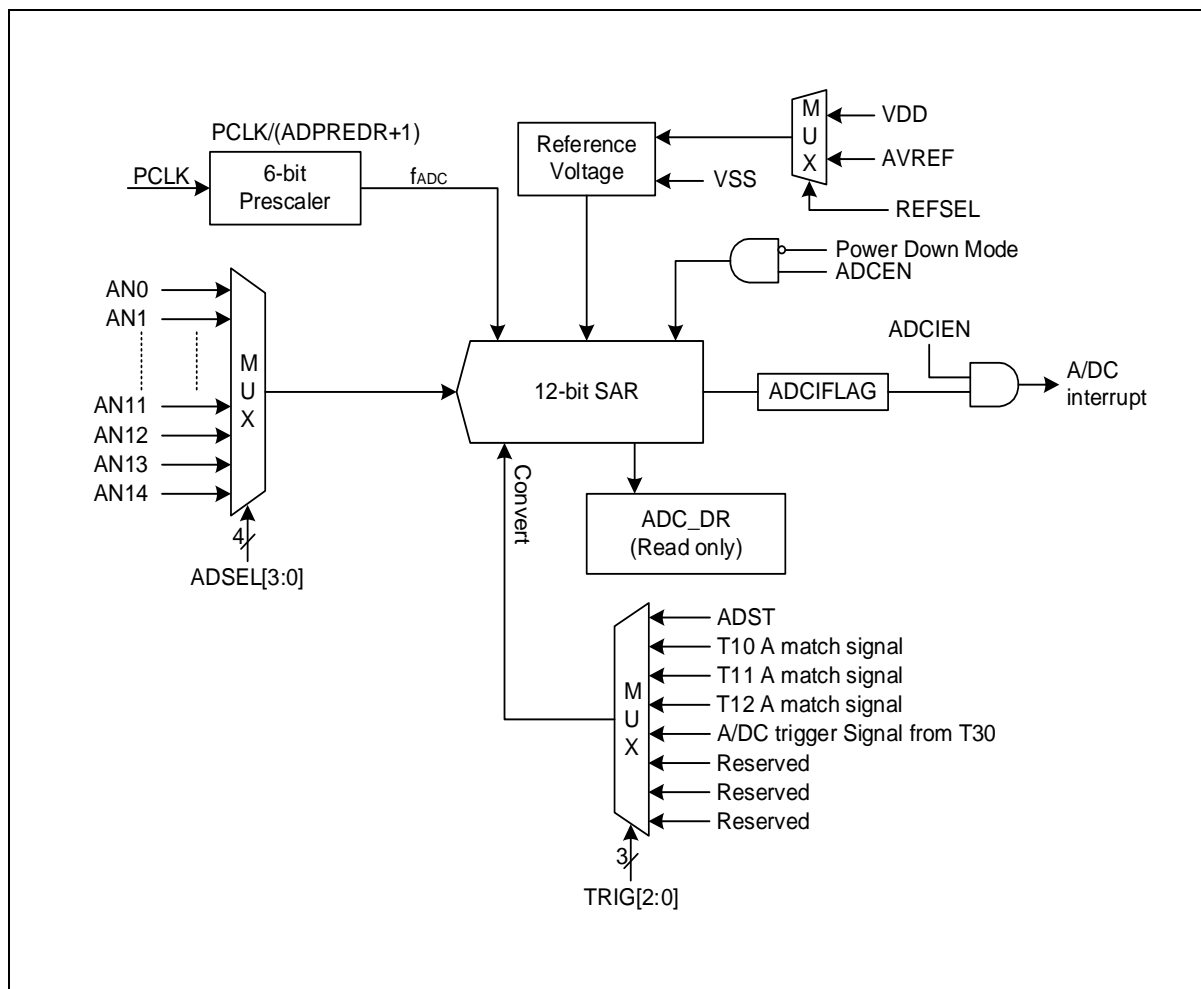 PCLK/(ADPREDR+1)
PCLK
6-bit
Prescaler
fADC
Reference
Voltage
VSS
MUX
VDD
AVREF
REFSEL
Power Down Mode
ADCEN
AN0
AN1
AN11
AN12
AN13
AN14
MUX
4
ADSEL[3:0]
12-bit SAR
ADCIFLAG
ADCIEN
A/DC
interrupt
Convert
ADC_DR
(Read only)
MUX
ADST
T10 A match signal
T11 A match signal
T12 A match signal
A/DC trigger Signal from T30
Reserved
Reserved
Reserved
3
TRIG[2:0]